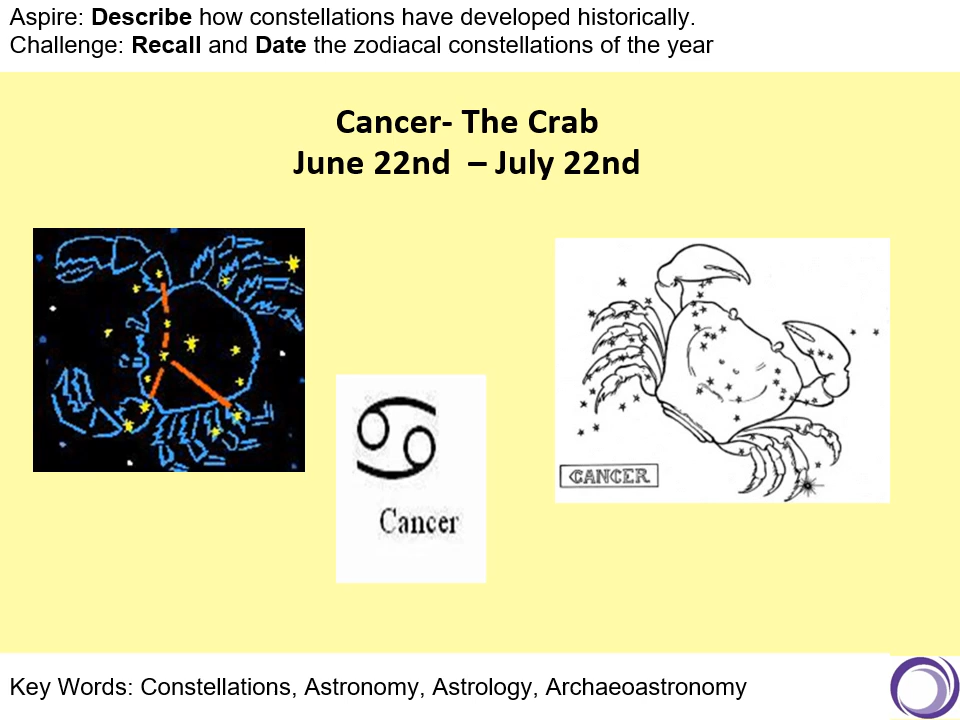 Aspire: Describe how constellations have developed historically.
Challenge: Recall and Date the zodiacal constellations of the year
Cancer- The Crab
June 22nd – July 22nd
Cancer
CANCER
Key Words: Constellations, Astronomy, Astrology, Archaeoastronomy